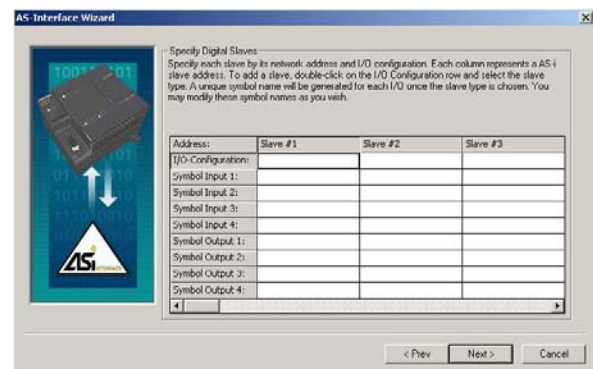 AS-Interface Wizard
Specify Digital Slaves
Specify each slave by its network address and I/O configuration. Each column represents a AS-i
slave address. To add a slave, double-click on the I/O Configuration row and select the slave
type. A unique symbol name will be generated for each I/O once the slave type is chosen. You
may modify these symbol names as you wish.
Address: Slave #1 Slave #2 Slave #3
I/O-Configuration:
Symbol Input 1:
Symbol Input 2:
Symbol Input 3:
Symbol Input 4:
Symbol Output 1:
Symbol Output 2:
Symbol Output 3:
Symbol Output 4:
ASi INTERFACE
< Prev Next > Cancel